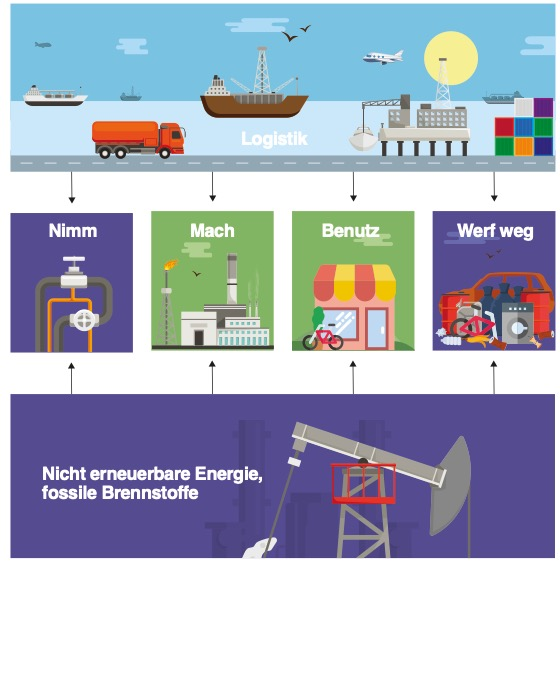 Logistik
Nimm
Mach
Benutz
Werf weg
Nicht erneuerbare Energie,
fossile Brennstoffe